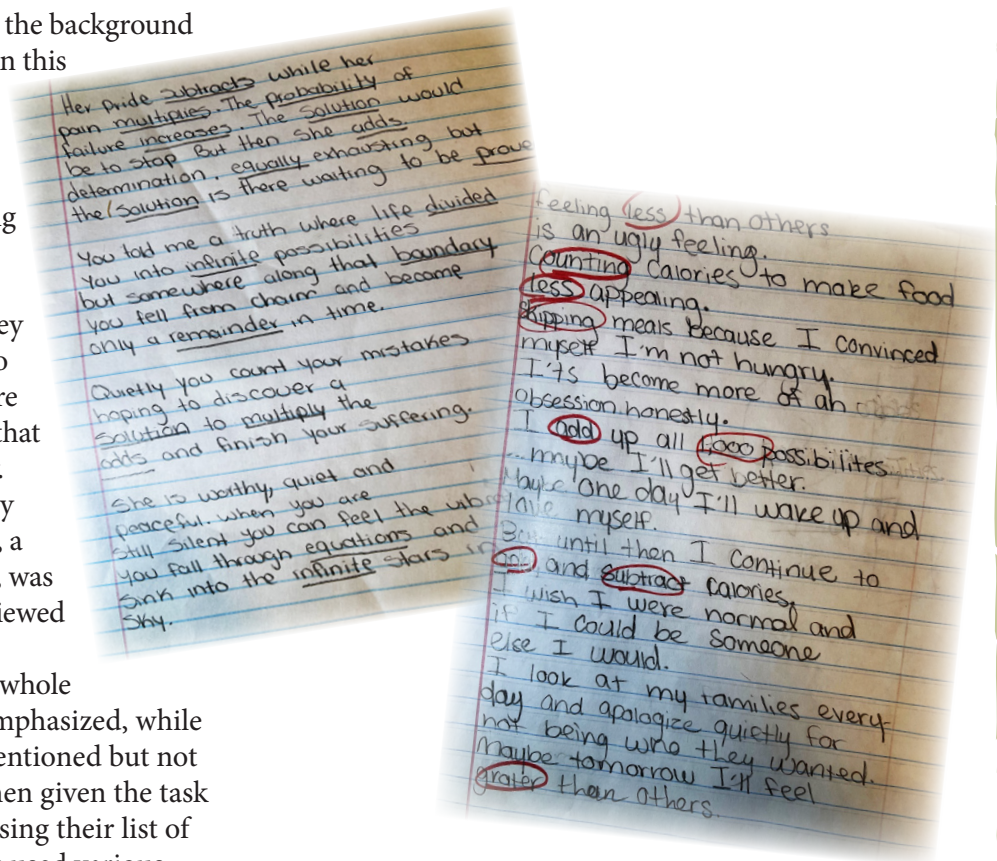 the background
n this
g
ey
o
re
that
.
y
, a
, was
iewed
whole
mphasized, while
entioned but not
hen given the task
sing their list of
used various
Her pride subtracts while her
pain multiplies. The probability of
failure increases. The solution would
be to stop. But then she adds
determination, equally exhausting but
the solution is there waiting to be prove
You told me a truth where life divided
you into infinite possibilities
but somewhere along that boundary
you fell from charm and became
only a remainder in time.
Quietly you count your mistakes
hoping to discover a
solution to multiply the
odds and finish your suffering.
She is worthy, quiet and
peaceful. When you are
still silent you can feel the vibr
you fall through equations and
sink into the infinite stars in
sky.
feeling less than others
is an ugly feeling.
Counting calories to make food
less appealing.
Skipping meals because I convinced
myself I'm not hungry.
I'ts become more of an
obsession honestly.
I add up all 1,000 possibilites
...maybe I'll get better.
Maybe one day I'll wake up and
love myself.
But until then I continue to
and subtract calories,
I wish I were normal and
if I could be someone
else I would.
I look at my families every-
day and apologize quietly for
not being who they wanted.
Maybe tomorrow I'll feel
grater than others.